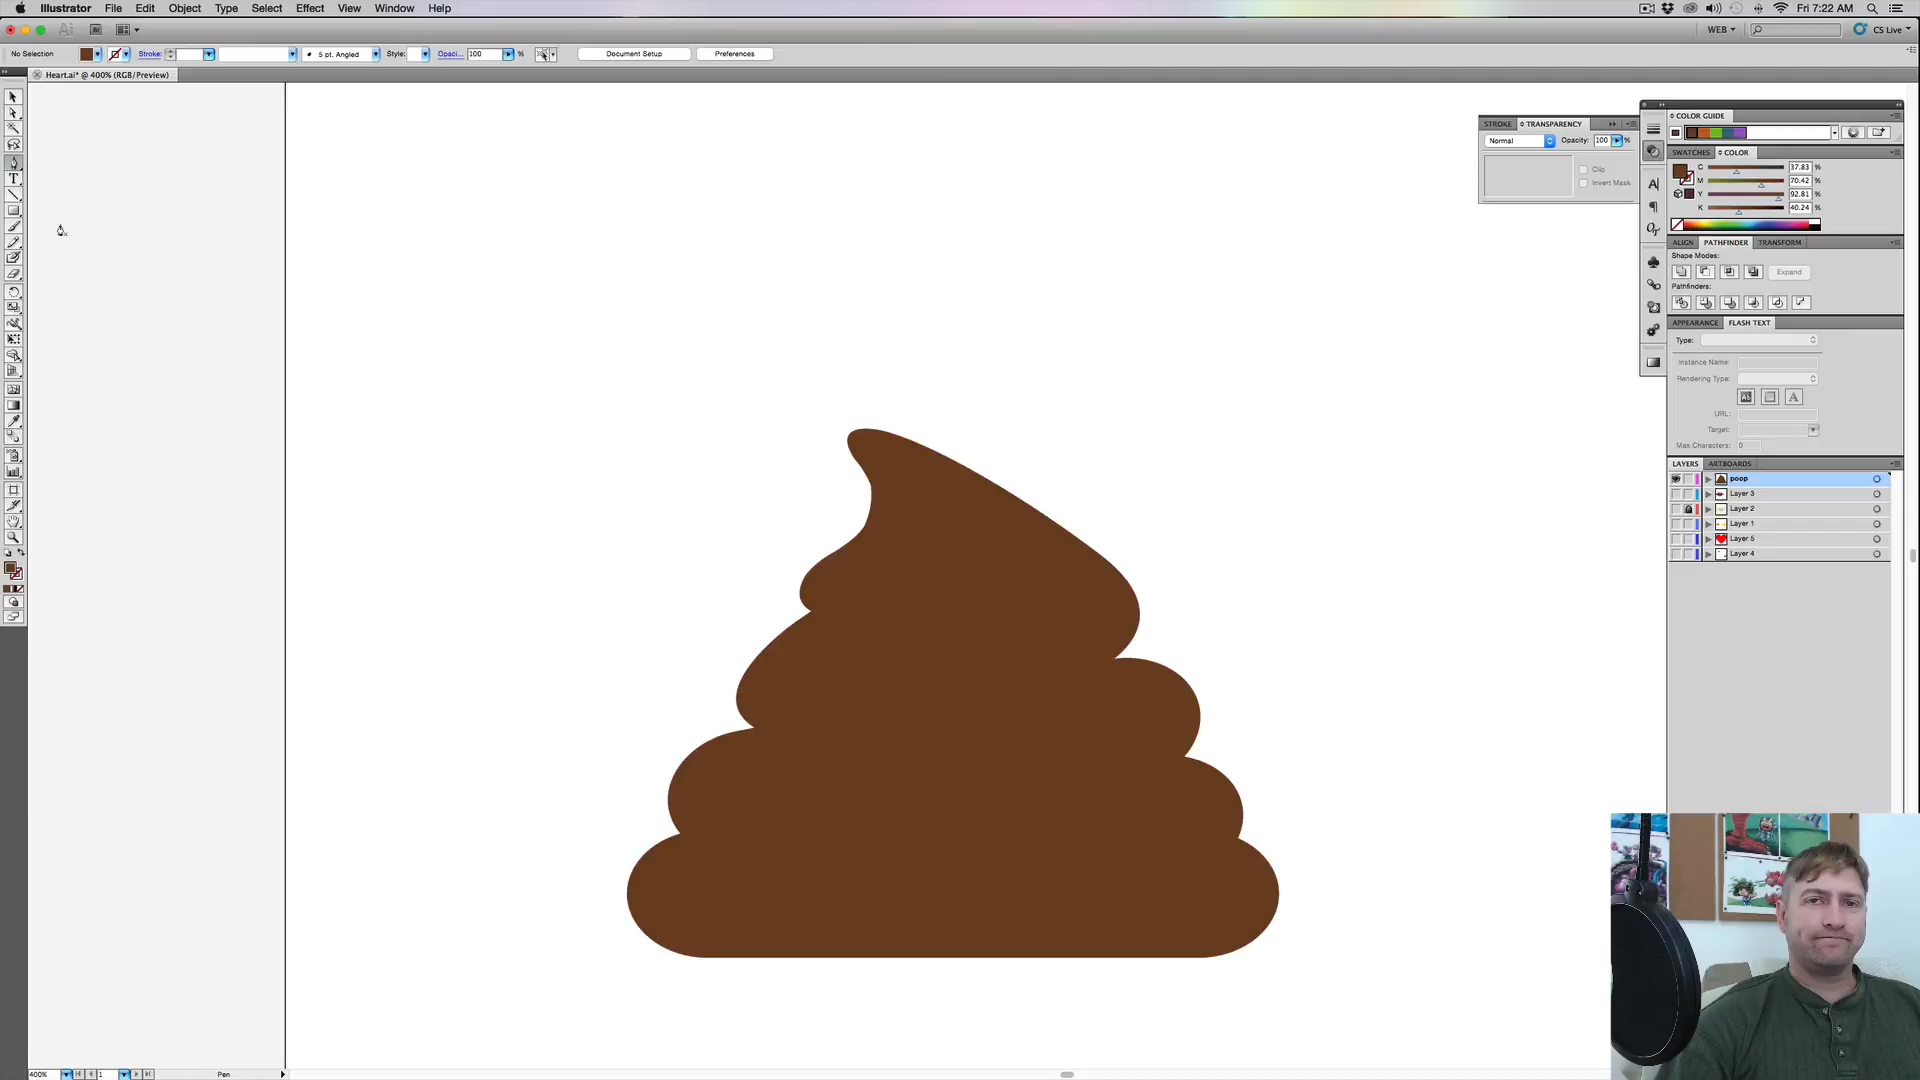 Illustrator File Edit Object Type Select Effect View Window Help Fri 7:22 AM
Ai WEB CS Live
No Selection Stroke: 5 pt. Angled Style: Opaci... 100 % Document Setup Preferences
Heart.ai* @ 400% (RGB/Preview)
STROKE TRANSPARENCY
Normal Opacity: 100 %
Clip
Invert Mask
COLOR GUIDE
SWATCHES COLOR
C 37.83 %
M 70.42 %
Y 92.81 %
K 40.24 %
ALIGN PATHFINDER TRANSFORM
Shape Modes:
Expand
Pathfinders:
APPEARANCE FLASH TEXT
Type:
Instance Name:
Rendering Type:
URL:
Target:
Max Characters: 0
LAYERS ARTBOARDS
poop
Layer 3
Layer 2
Layer 1
Layer 5
Layer 4
400% 1 Pen